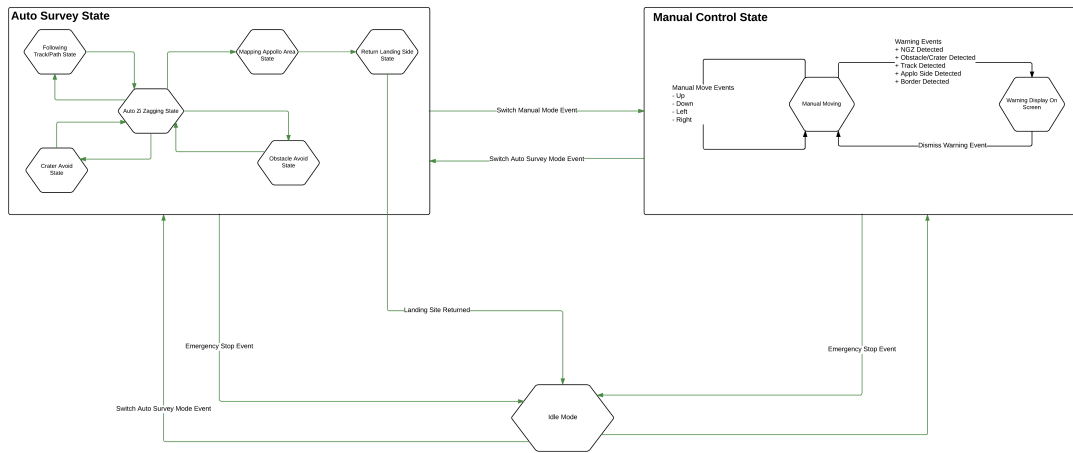 Auto Survey State
Following
Track/Path State
Mapping Appollo Area
State
Return Landing Side
State
Auto Zi Zagging State
Crater Avoid
State
Obstacle Avoid
State
Switch Manual Mode Event
Switch Auto Survey Mode Event
Manual Control State
Warning Events
+ NGZ Detected
+ Obstacle/Crater Detected
+ Track Detected
+ Applo Side Detected
+ Border Detected
Manual Move Events
- Up
- Down
- Left
- Right
Manual Moving
Warning Display On
Screen
Dismiss Warning Event
Landing Site Returned
Emergency Stop Event
Emergency Stop Event
Switch Auto Survey Mode Event
Idle Mode